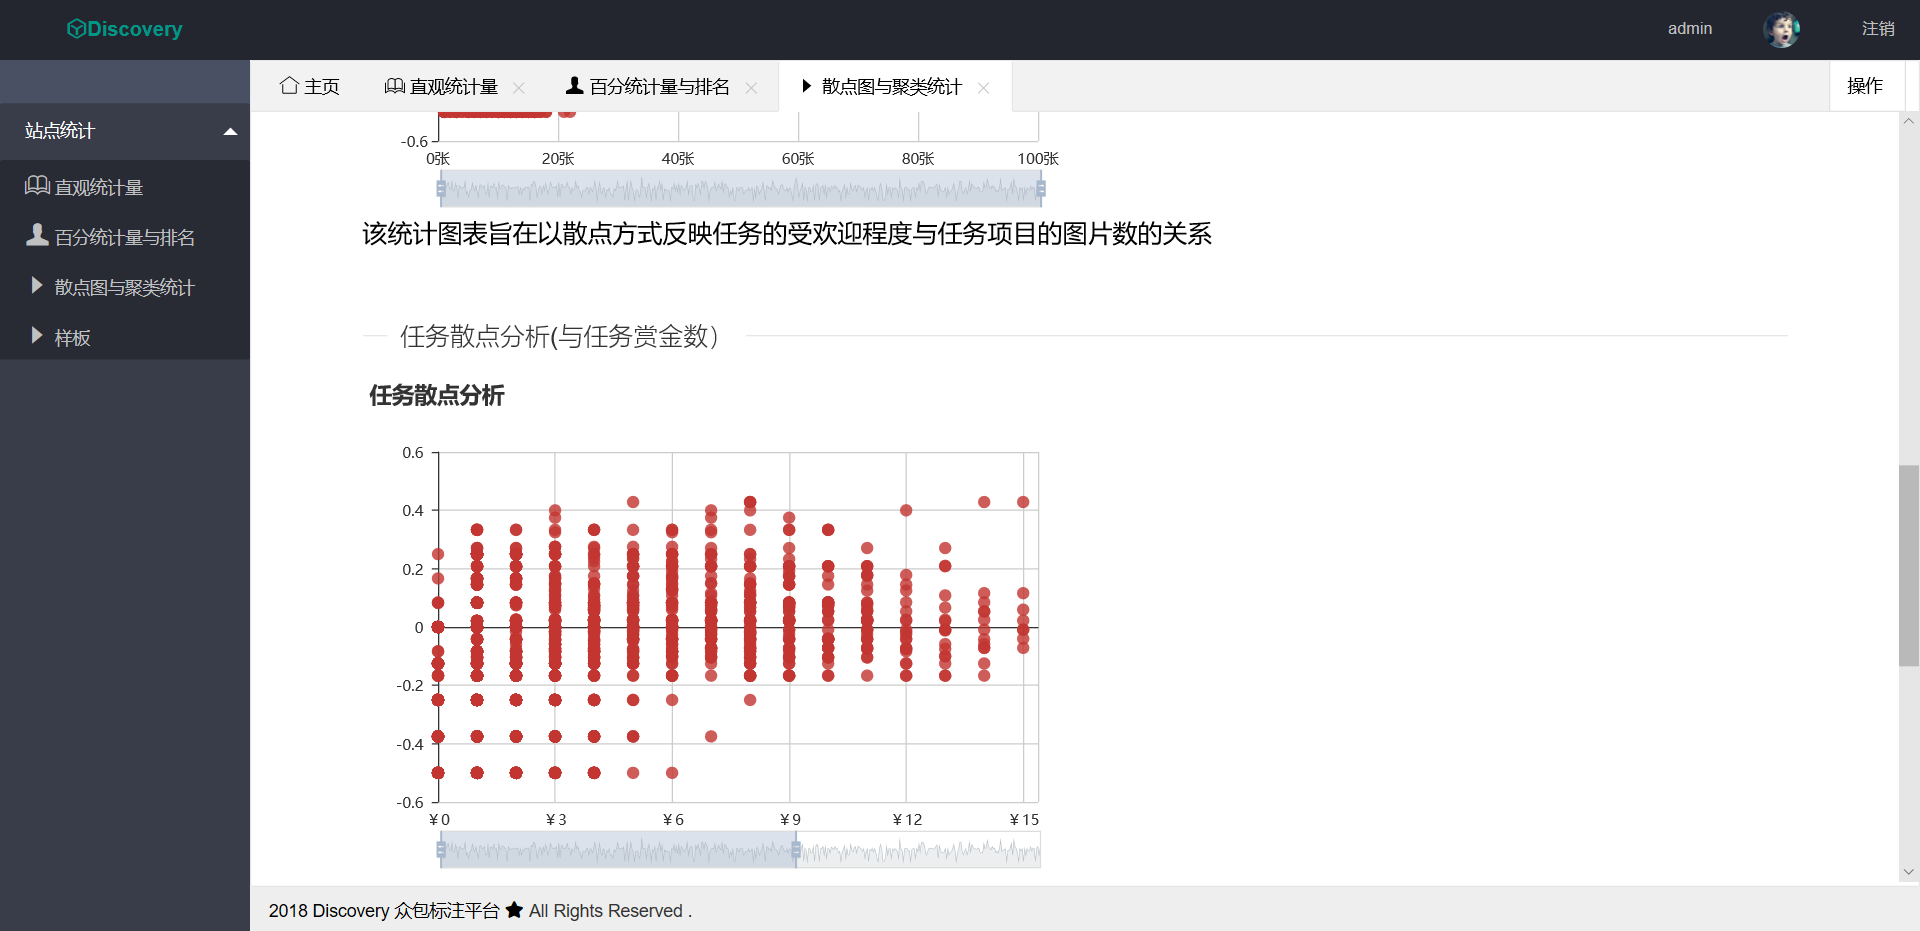 Discovery
admin
注销
主页
直观统计量
百分统计量与排名
散点图与聚类统计
操作
站点统计
直观统计量
百分统计量与排名
散点图与聚类统计
样板
-0.6
0张 20张 40张 60张 80张 100张
该统计图表旨在以散点方式反映任务的受欢迎程度与任务项目的图片数的关系
任务散点分析(与任务赏金数）
任务散点分析
0.6
0.4
0.2
0
-0.2
-0.4
-0.6
¥0 ¥3 ¥6 ¥9 ¥12 ¥15
2018 Discovery 众包标注平台 ★ All Rights Reserved .